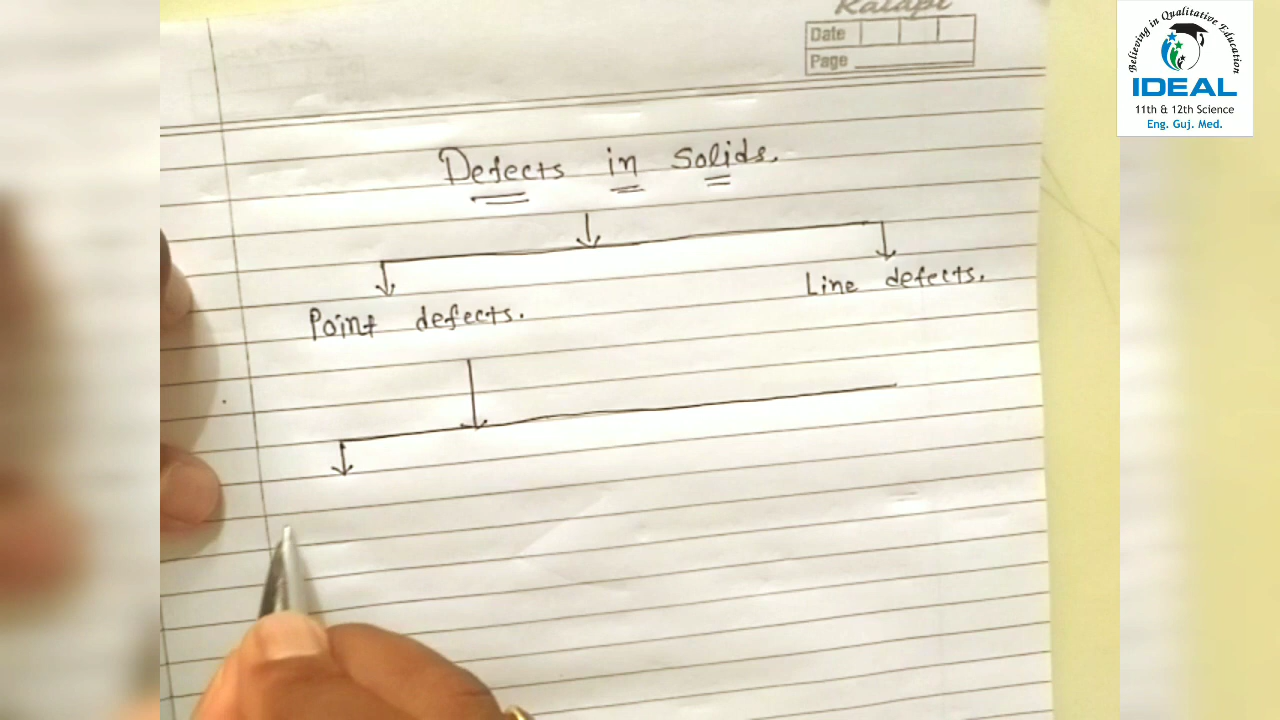 Kalapi
Date
Page
Believing in Qualitative Education
IDEAL
11th & 12th Science
Eng. Guj. Med.
Defects in Solids.
Line defects.
Point defects.